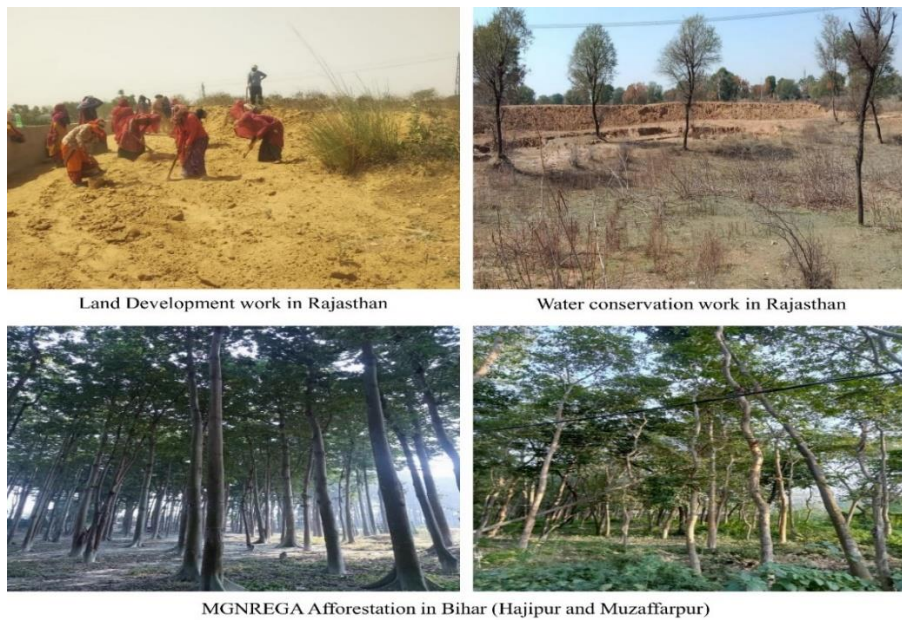 Land Development work in Rajasthan
Water conservation work in Rajasthan
MGNREGA Afforestation in Bihar (Hajipur and Muzaffarpur)